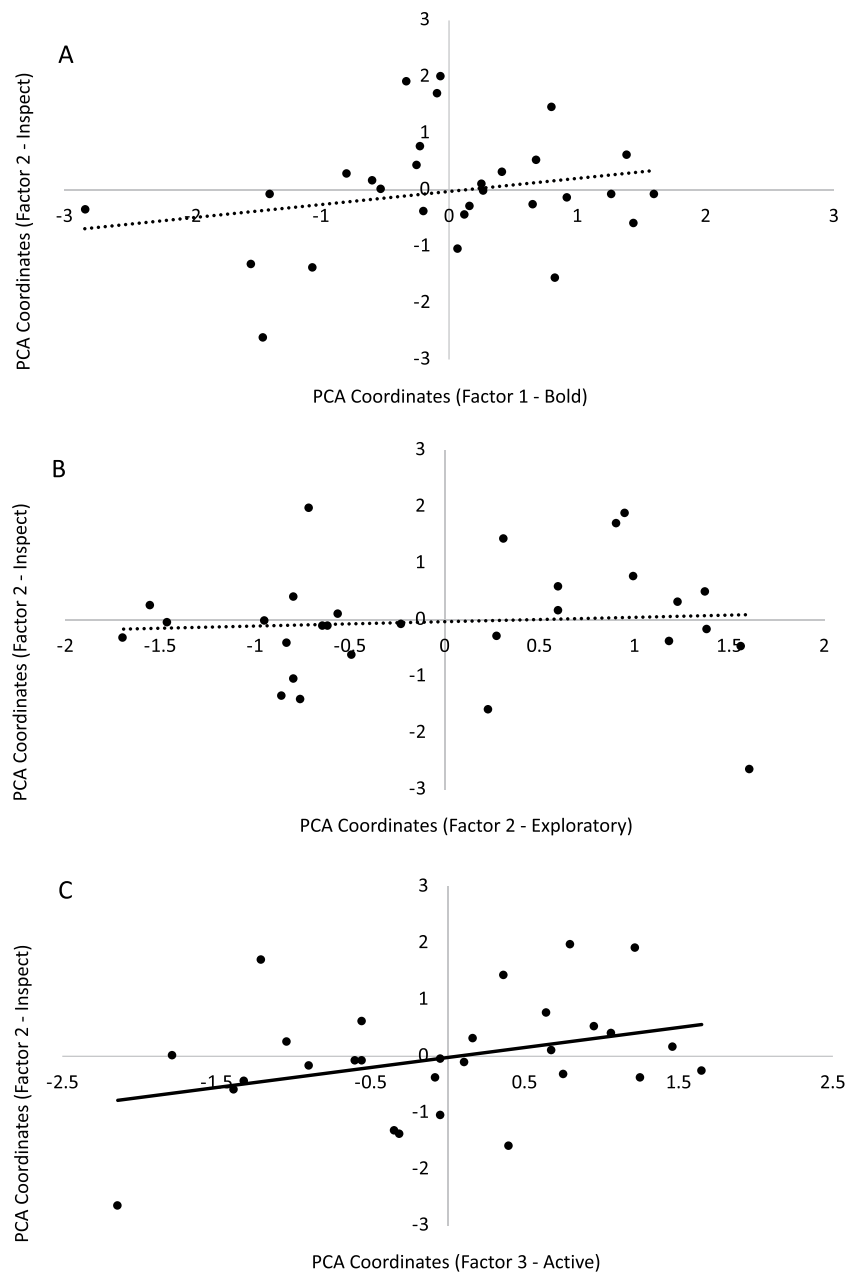 A
PCA Coordinates (Factor 2 - Inspect)
3
2
1
0
-1
-2
-3
-3 -2 -1 0 1 2 3
PCA Coordinates (Factor 1 - Bold)
B
PCA Coordinates (Factor 2 - Inspect)
3
2
1
0
-1
-2
-3
-2 -1.5 -1 -0.5 0 0.5 1 1.5 2
PCA Coordinates (Factor 2 - Exploratory)
C
PCA Coordinates (Factor 2 - Inspect)
3
2
1
0
-1
-2
-3
-2.5 -1.5 -0.5 0.5 1.5 2.5
PCA Coordinates (Factor 3 - Active)